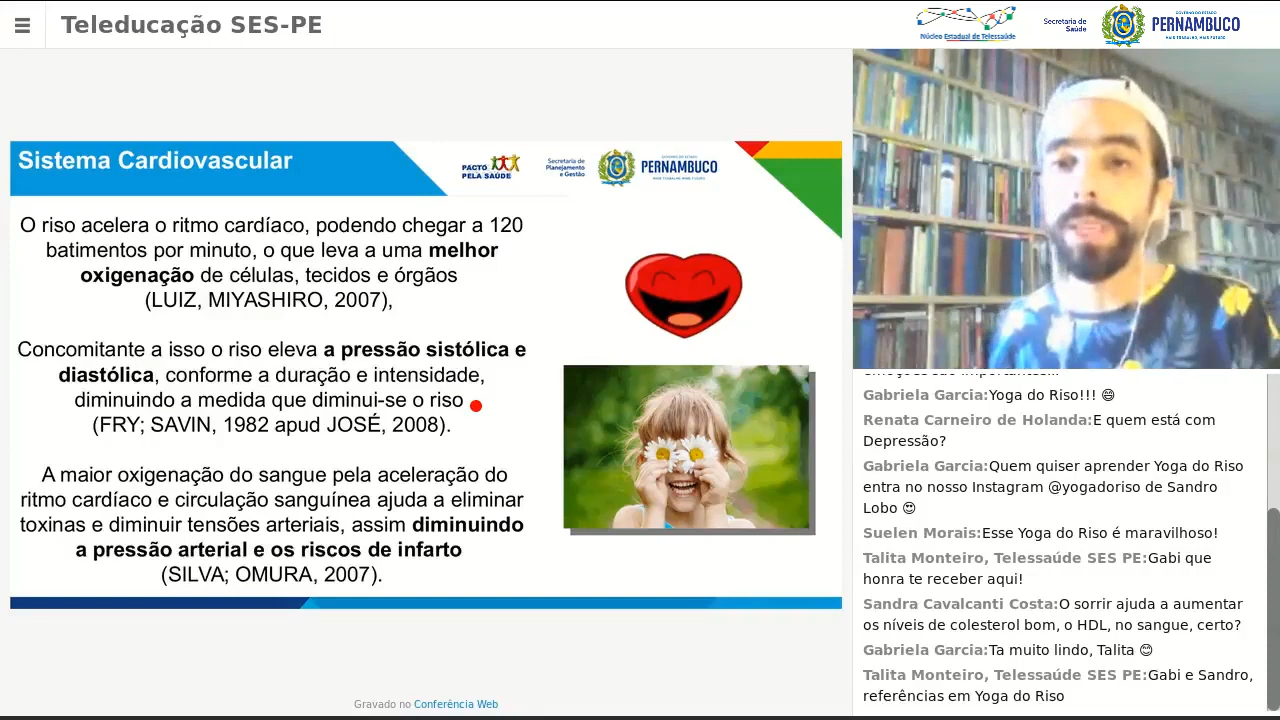 Teleducação SES-PE
Núcleo Estadual de Telessaúde
Secretaria de
Saúde
GOVERNO DO ESTADO
PERNAMBUCO
MAIS TRABALHO, MAIS FUTURO
Sistema Cardiovascular
PACTO
PELA SAÚDE
Secretaria de
Planejamento
e Gestão
PERNAMBUCO
O riso acelera o ritmo cardíaco, podendo chegar a 120
batimentos por minuto, o que leva a uma melhor
oxigenação de células, tecidos e órgãos
(LUIZ, MIYASHIRO, 2007),
Concomitante a isso o riso eleva a pressão sistólica e
diastólica, conforme a duração e intensidade,
diminuindo a medida que diminui-se o riso
(FRY; SAVIN, 1982 apud JOSÉ, 2008).
A maior oxigenação do sangue pela aceleração do
ritmo cardíaco e circulação sanguínea ajuda a eliminar
toxinas e diminuir tensões arteriais, assim diminuindo
a pressão arterial e os riscos de infarto
(SILVA; OMURA, 2007).
Gravado no Conferência Web
Gabriela Garcia:Yoga do Riso!!! 😄
Renata Carneiro de Holanda:E quem está com
Depressão?
Gabriela Garcia:Quem quiser aprender Yoga do Riso
entra no nosso Instagram @yogadoriso de Sandro
Lobo 😍
Suelen Morais:Esse Yoga do Riso é maravilhoso!
Talita Monteiro, Telessaúde SES PE:Gabi que
honra te receber aqui!
Sandra Cavalcanti Costa:O sorrir ajuda a aumentar
os níveis de colesterol bom, o HDL, no sangue, certo?
Gabriela Garcia:Ta muito lindo, Talita 😊
Talita Monteiro, Telessaúde SES PE:Gabi e Sandro,
referências em Yoga do Riso